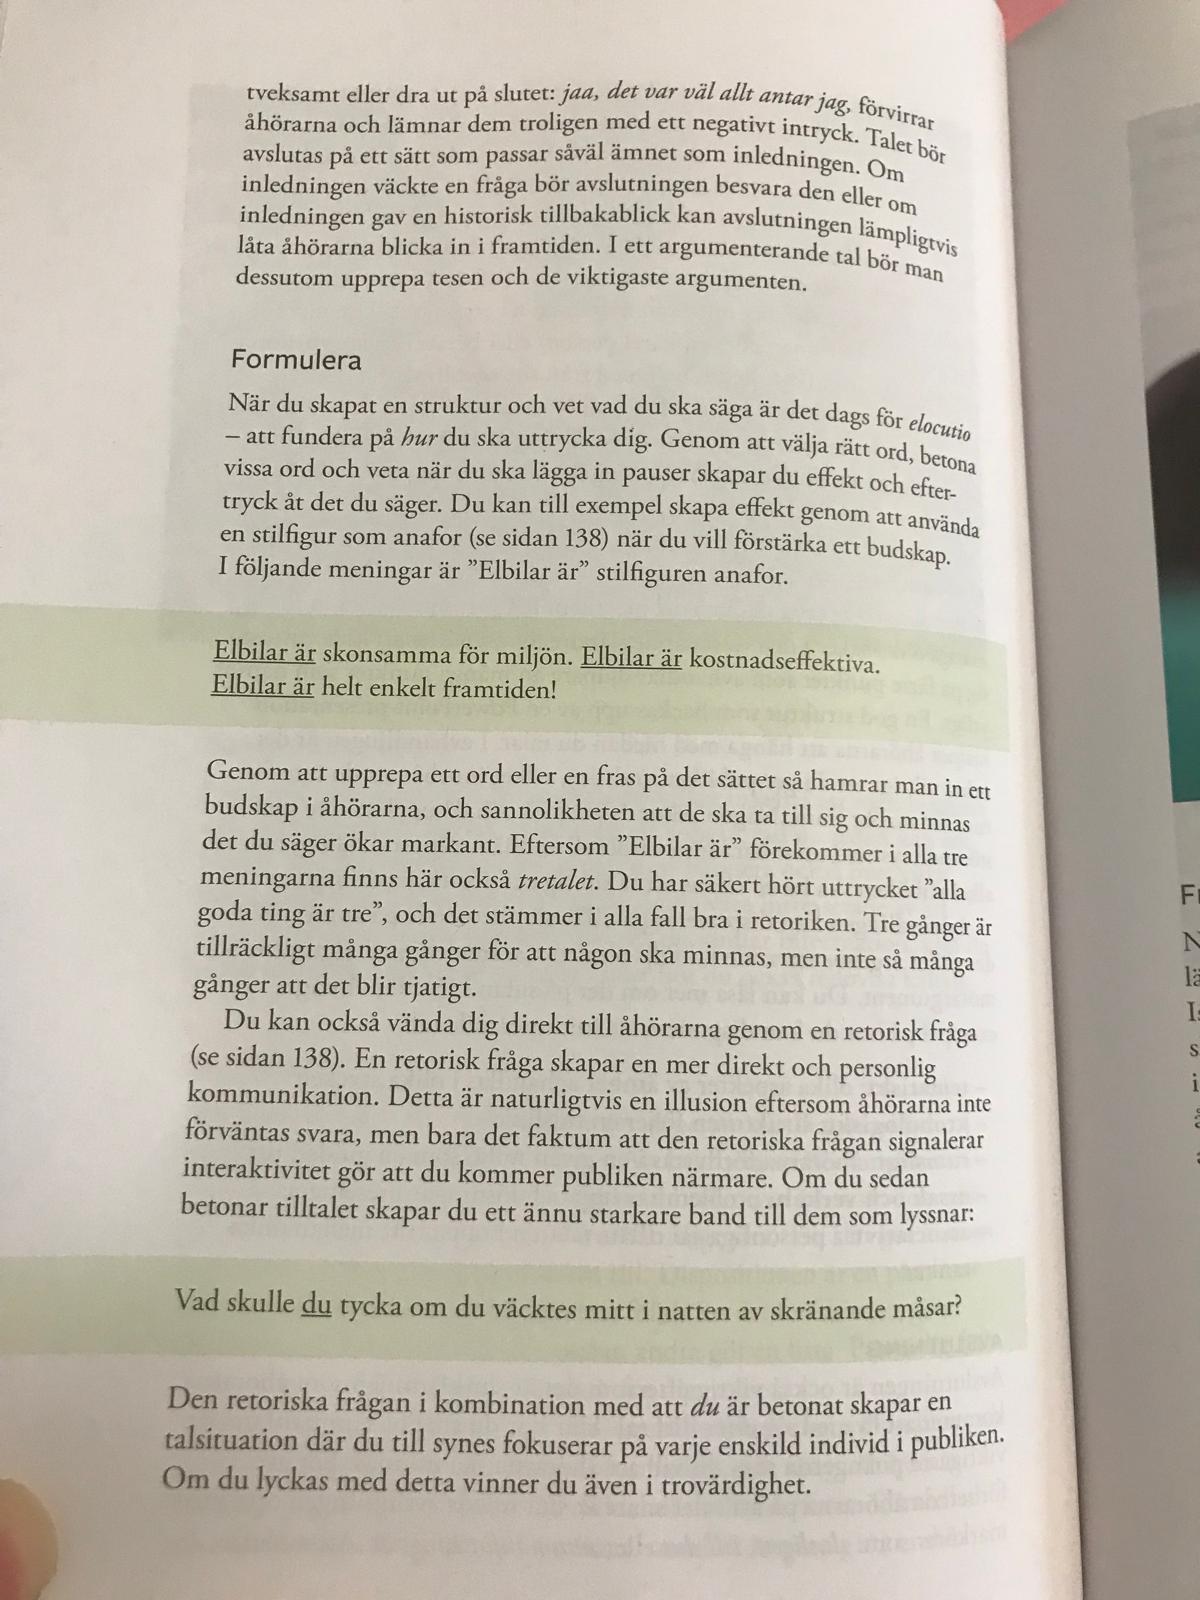 tveksamt eller dra ut på slutet: jaa, det var väl allt antar jag, förvirrar
åhörarna och lämnar dem troligen med ett negativt intryck. Talet bör
avslutas på ett sätt som passar såväl ämnet som inledningen. Om
inledningen väckte en fråga bör avslutningen besvara den eller om
inledningen gav en historisk tillbakablick kan avslutningen lämpligtvis
låta åhörarna blicka in i framtiden. I ett argumenterande tal bör man
dessutom upprepa tesen och de viktigaste argumenten.
Formulera
När du skapat en struktur och vet vad du ska säga är det dags för elocutio
– att fundera på hur du ska uttrycka dig. Genom att välja rätt ord, betona
vissa ord och veta när du ska lägga in pauser skapar du effekt och efter-
tryck åt det du säger. Du kan till exempel skapa effekt genom att använda
en stilfigur som anafor (se sidan 138) när du vill förstärka ett budskap.
I följande meningar är ”Elbilar är” stilfiguren anafor.
Elbilar är skonsamma för miljön. Elbilar är kostnadseffektiva.
Elbilar är helt enkelt framtiden!
Genom att upprepa ett ord eller en fras på det sättet så hamrar man in ett
budskap i åhörarna, och sannolikheten att de ska ta till sig och minnas
det du säger ökar markant. Eftersom ”Elbilar är” förekommer i alla tre
meningarna finns här också tretalet. Du har säkert hört uttrycket ”alla
goda ting är tre”, och det stämmer i alla fall bra i retoriken. Tre gånger är
tillräckligt många gånger för att någon ska minnas, men inte så många
gånger att det blir tjatigt.
Du kan också vända dig direkt till åhörarna genom en retorisk fråga
(se sidan 138). En retorisk fråga skapar en mer direkt och personlig
kommunikation. Detta är naturligtvis en illusion eftersom åhörarna inte
förväntas svara, men bara det faktum att den retoriska frågan signalerar
interaktivitet gör att du kommer publiken närmare. Om du sedan
betonar tilltalet skapar du ett ännu starkare band till dem som lyssnar:
Vad skulle du tycka om du väcktes mitt i natten av skränande måsar?
Den retoriska frågan i kombination med att du är betonat skapar en
talsituation där du till synes fokuserar på varje enskild individ i publiken.
Om du lyckas med detta vinner du även i trovärdighet.